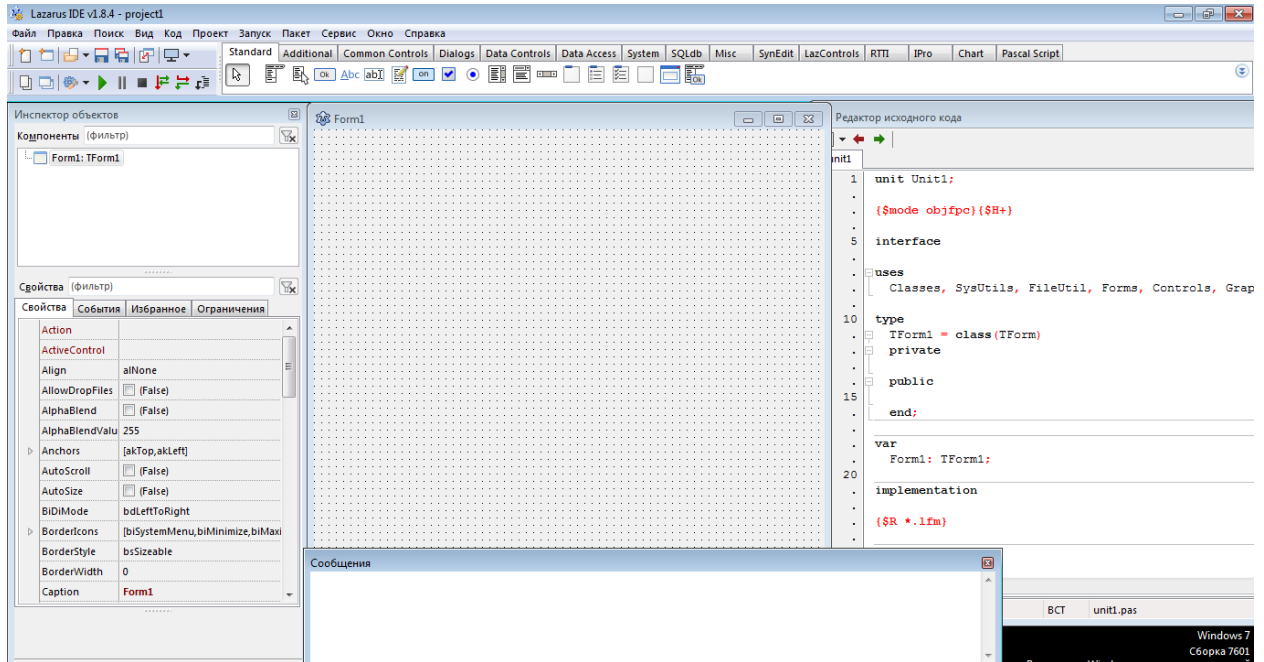 Lazarus IDE v1.8.4 - project1
Файл Правка Поиск Вид Код Проект Запуск Пакет Сервис Окно Справка
Standard Additional Common Controls Dialogs Data Controls Data Access System SQLdb Misc SynEdit LazControls RTTI IPro Chart Pascal Script
Ok Abc abI on Ok
Инспектор объектов
Компоненты (фильтр)
Form1: TForm1
Свойства (фильтр)
Свойства События Избранное Ограничения
Action
ActiveControl
Align alNone
AllowDropFiles (False)
AlphaBlend (False)
AlphaBlendValu 255
Anchors [akTop,akLeft]
AutoScroll (False)
AutoSize (False)
BiDiMode bdLeftToRight
BorderIcons [biSystemMenu,biMinimize,biMaxi
BorderStyle bsSizeable
BorderWidth 0
Caption Form1
Form1
Сообщения
Редактор исходного кода
nit1
1 unit Unit1;
{$mode objfpc}{$H+}
5 interface
uses
Classes, SysUtils, FileUtil, Forms, Controls, Grap
10 type
TForm1 = class(TForm)
private
public
15
end;
var
Form1: TForm1;
20
implementation
{$R *.lfm}
ВСТ unit1.pas
Windows 7
Сборка 7601